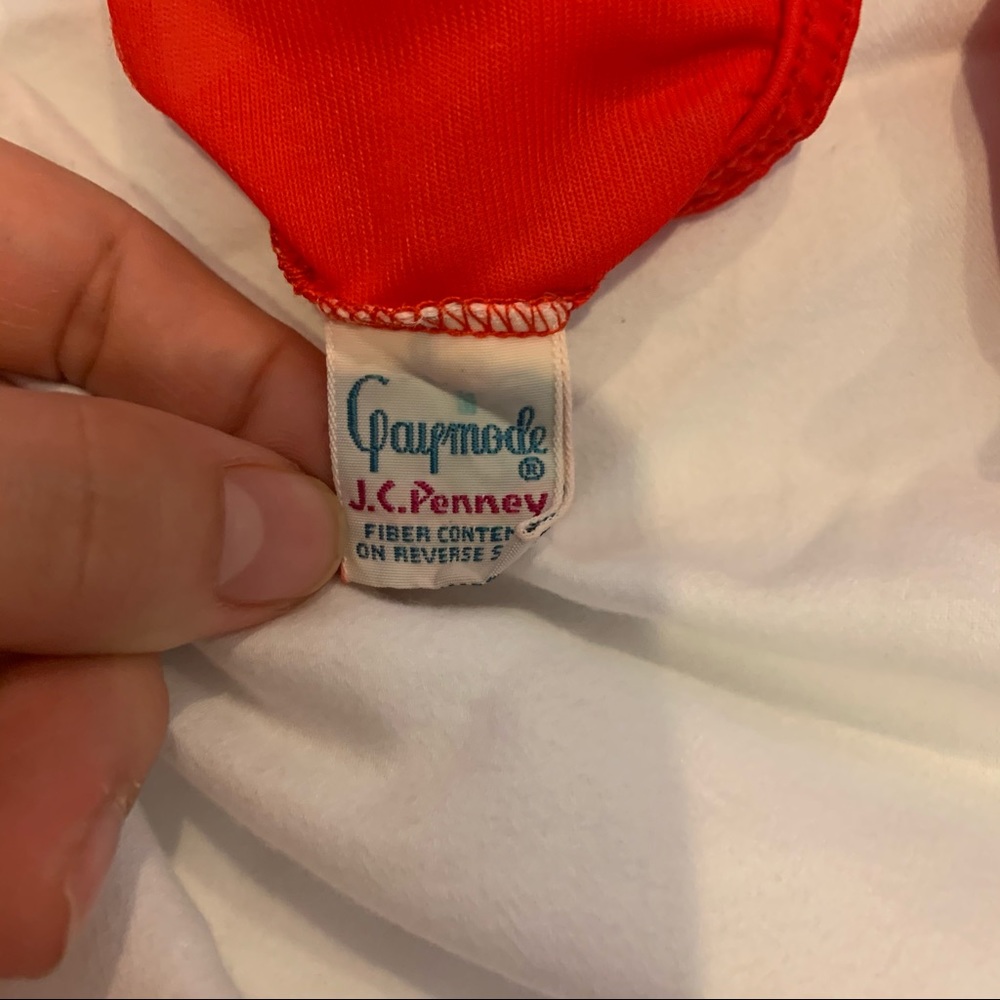 Gaymode
®
J.C.Penney
FIBER CONTEN
ON REVERSE S